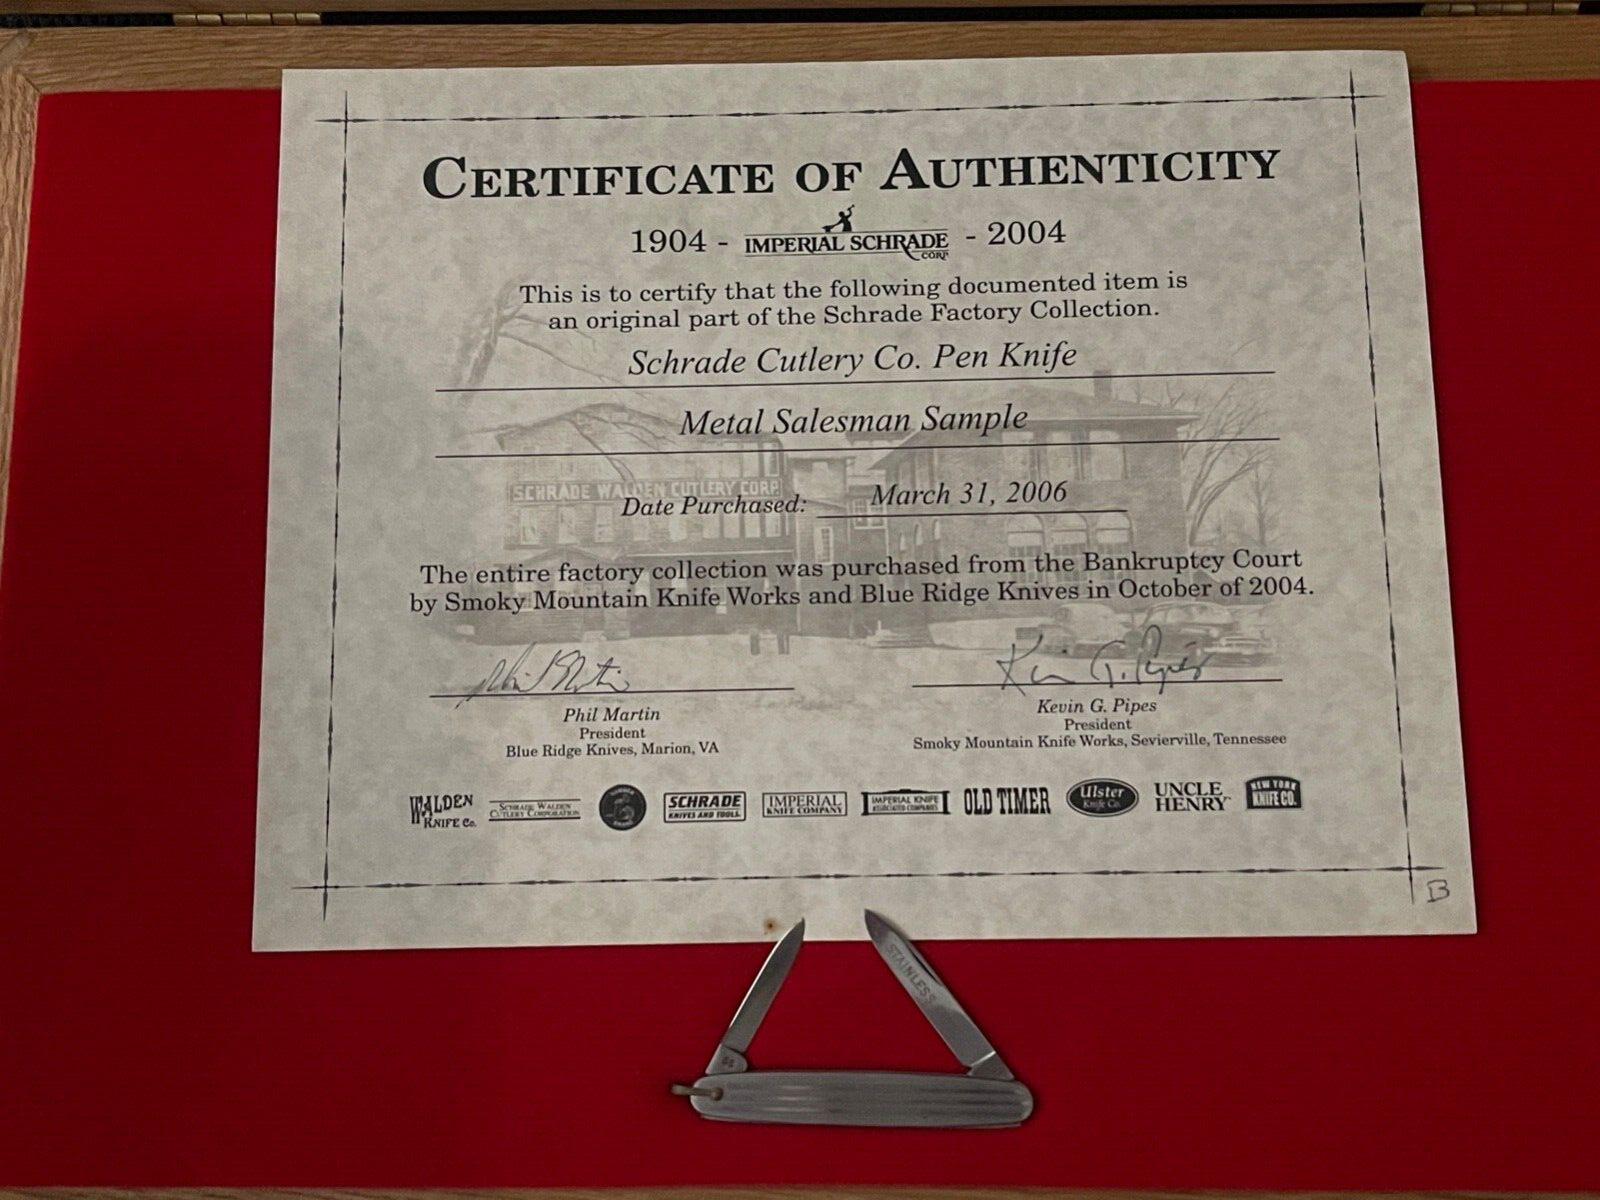 CERTIFICATE OF AUTHENTICITY
1904 - IMPERIAL SCHRADE CORP - 2004
This is to certify that the following documented item is
an original part of the Schrade Factory Collection.
Schrade Cutlery Co. Pen Knife
Metal Salesman Sample
SCHRADE WALDEN CUTLERY CORP.
Date Purchased: March 31, 2006
The entire factory collection was purchased from the Bankruptcy Court
by Smoky Mountain Knife Works and Blue Ridge Knives in October of 2004.
Phil Martin
Kevin G. Pipes
Phil Martin
President
Blue Ridge Knives, Marion, VA
Kevin G. Pipes
President
Smoky Mountain Knife Works, Sevierville, Tennessee
WALDEN KNIFE Co.
SCHRADE WALDEN CUTLERY CORPORATION
SCHRADE KNIVES AND TOOLS
IMPERIAL KNIFE COMPANY
IMPERIAL KNIFE ASSOCIATED COMPANIES
OLD TIMER
Ulster Knife Co.
UNCLE HENRY
NEW YORK KNIFE CO.
B
STAINLESS